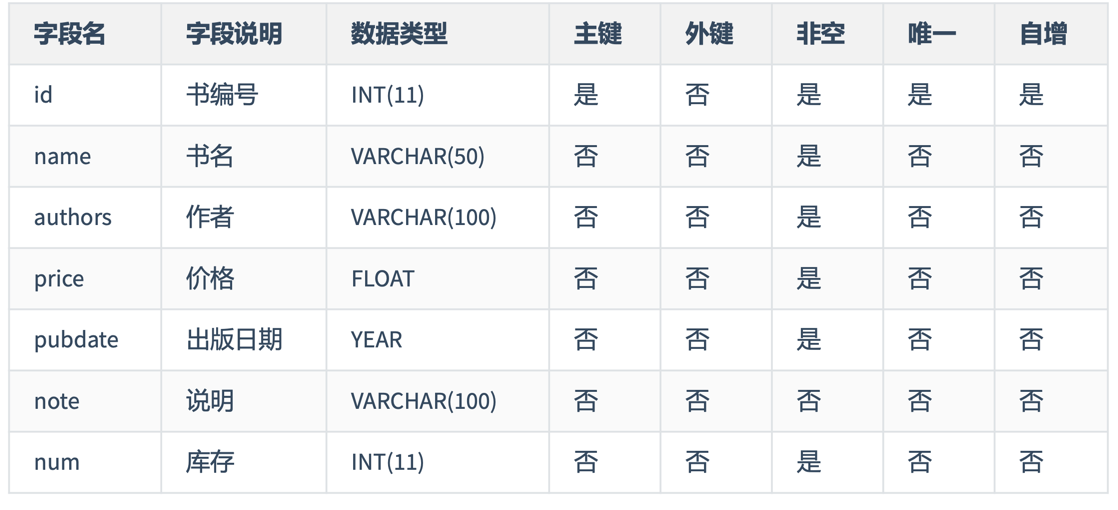 字段名 字段说明 数据类型 主键 外键 非空 唯一 自增
id 书编号 INT(11) 是 否 是 是 是
name 书名 VARCHAR(50) 否 否 是 否 否
authors 作者 VARCHAR(100) 否 否 是 否 否
price 价格 FLOAT 否 否 是 否 否
pubdate 出版日期 YEAR 否 否 是 否 否
note 说明 VARCHAR(100) 否 否 否 否 否
num 库存 INT(11) 否 否 是 否 否